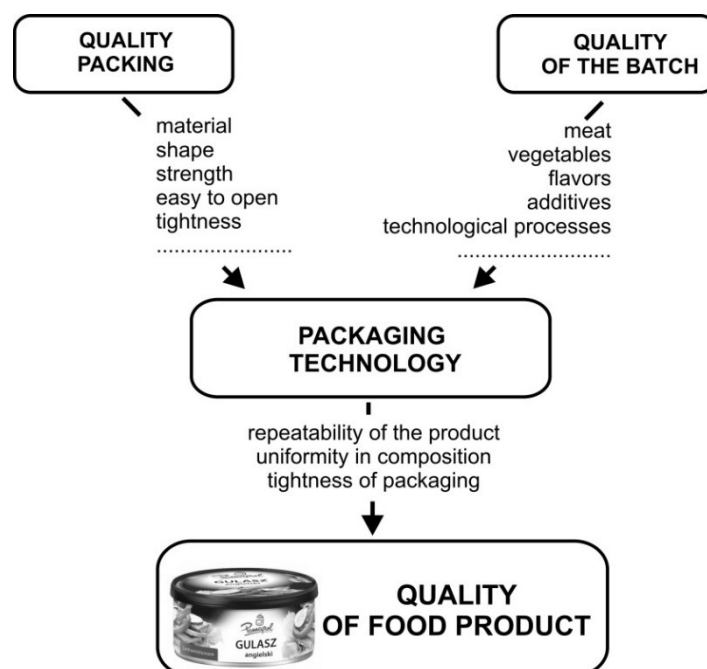 QUALITY
PACKING
QUALITY
OF THE BATCH
material
shape
strength
easy to open
tightness
........................
meat
vegetables
flavors
additives
technological processes
...........................
PACKAGING
TECHNOLOGY
repeatability of the product
uniformity in composition
tightness of packaging
QUALITY
OF FOOD PRODUCT
GULASZ
GULASZ
angielski